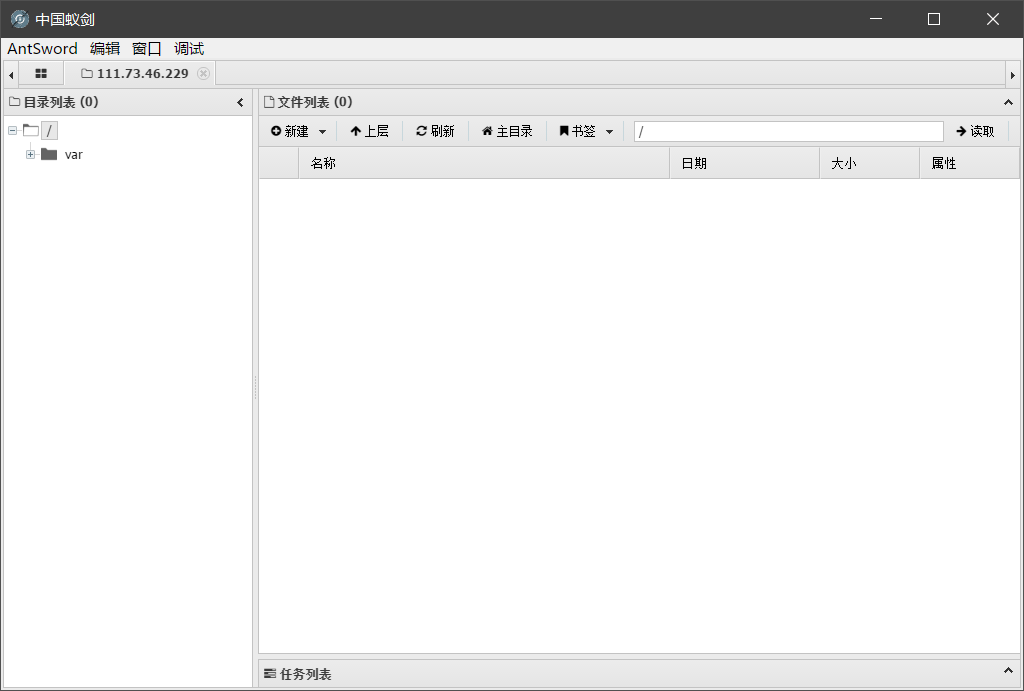 中国蚁剑
AntSword 编辑 窗口 调试
111.73.46.229
目录列表 (0)
/
var
文件列表 (0)
新建 上层 刷新 主目录 书签 / 读取
名称 日期 大小 属性
任务列表